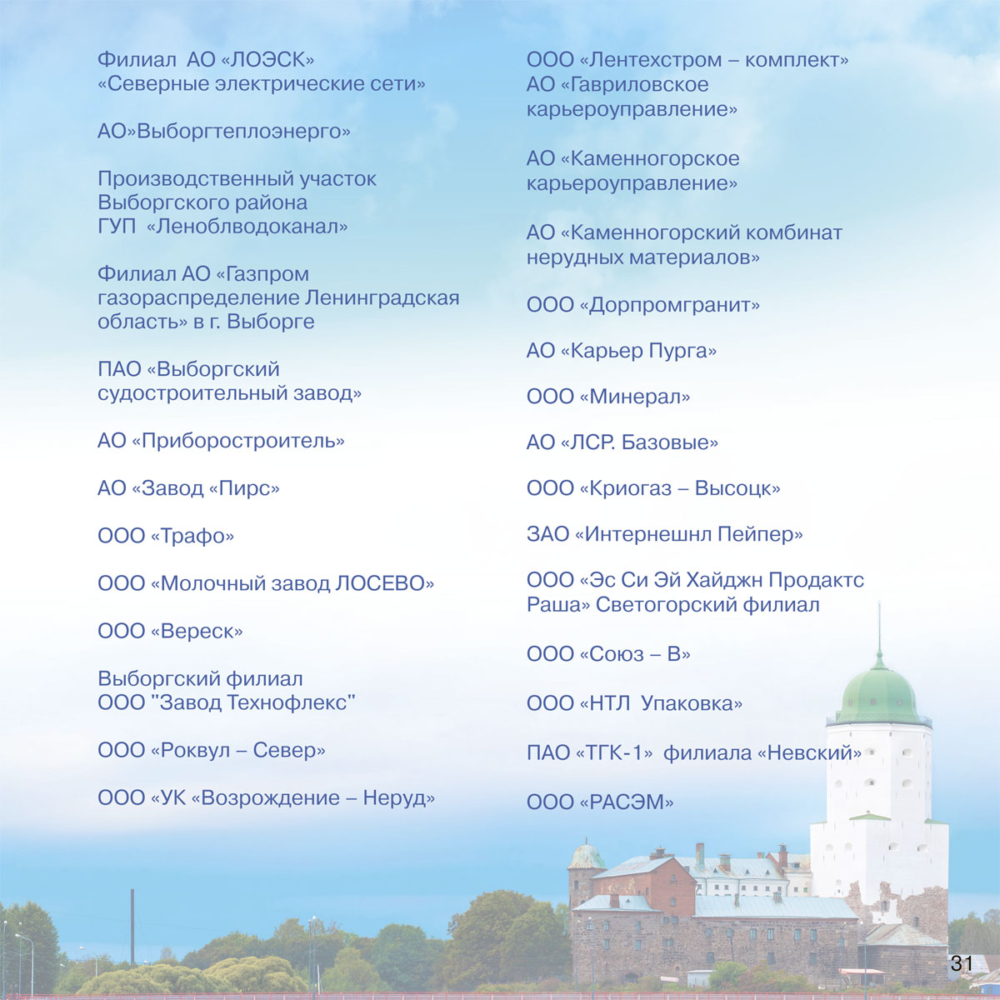 Филиал  АО «ЛОЭСК»
«Северные электрические сети»
АО»Выборгтеплоэнерго»
Производственный участок
Выборгского района
ГУП  «Леноблводоканал»
Филиал АО «Газпром
газораспределение Ленинградская
область» в г. Выборге
ПАО «Выборгский
судостроительный завод»
АО «Приборостроитель»
АО «Завод «Пирс»
ООО «Трафо»
ООО «Молочный завод ЛОСЕВО»
ООО «Вереск»
Выборгский филиал
ООО "Завод Технофлекс"
ООО «Роквул – Север»
ООО «УК «Возрождение – Неруд»
ООО «Лентехстром – комплект»
АО «Гавриловское
карьероуправление»
АО «Каменногорское
карьероуправление»
АО «Каменногорский комбинат
нерудных материалов»
ООО «Дорпромгранит»
АО «Карьер Пурга»
ООО «Минерал»
АО «ЛСР. Базовые»
ООО «Криогаз – Высоцк»
ЗАО «Интернешнл Пейпер»
ООО «Эс Си Эй Хайджн Продактс
Раша» Светогорский филиал
ООО «Союз – В»
ООО «НТЛ  Упаковка»
ПАО «ТГК-1»  филиала «Невский»
ООО «РАСЭМ»
31